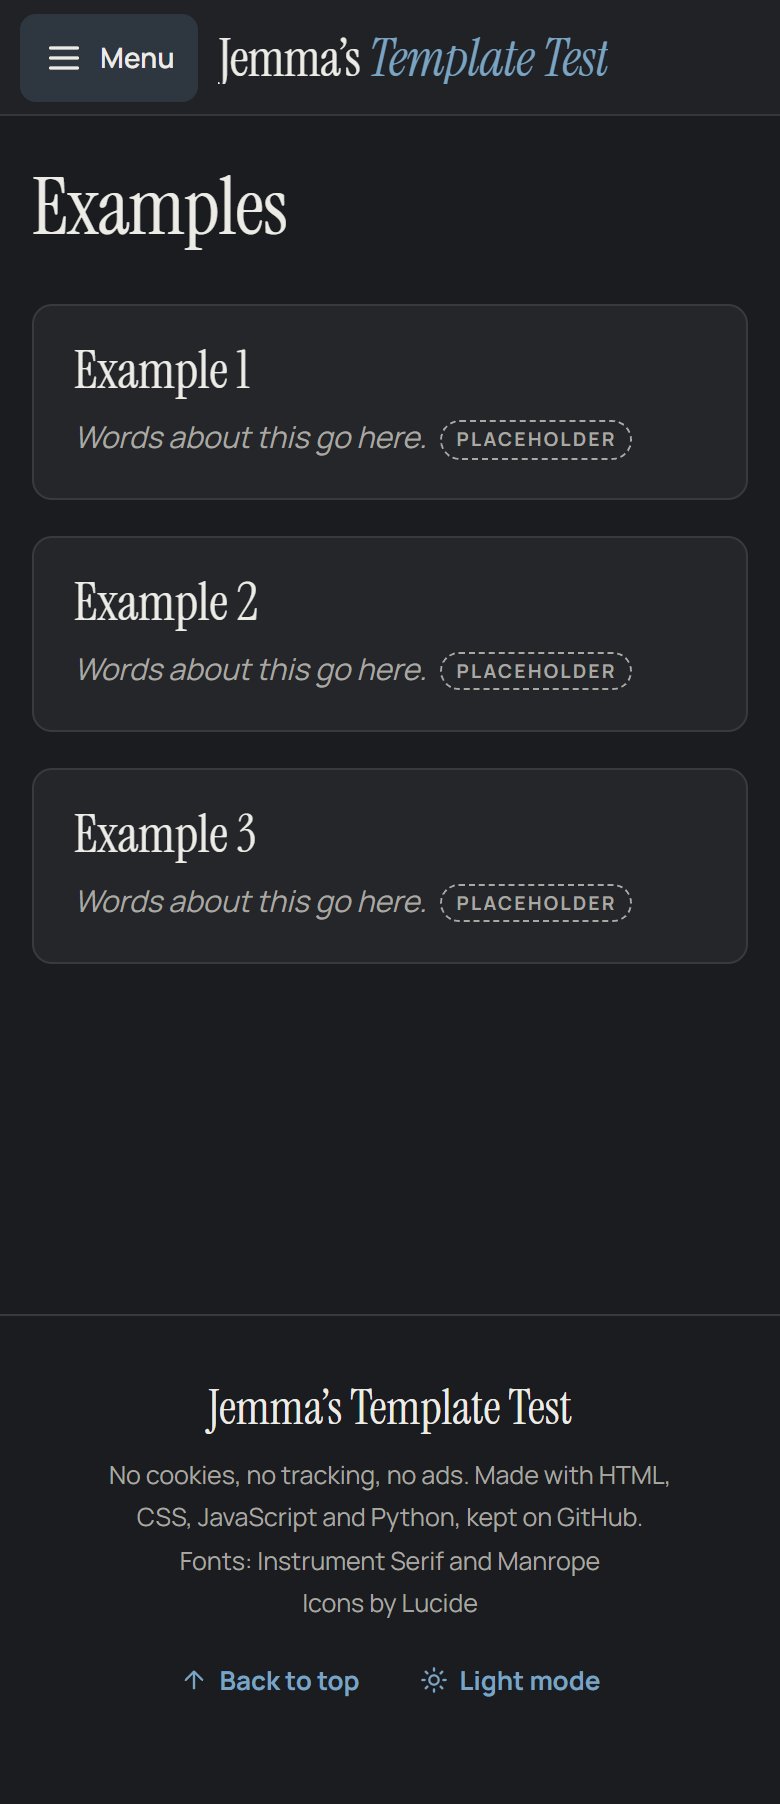 Menu
Jemma’s Template Test
Examples
Example 1
Words about this go here. PLACEHOLDER
Example 2
Words about this go here. PLACEHOLDER
Example 3
Words about this go here. PLACEHOLDER
Jemma’s Template Test
No cookies, no tracking, no ads. Made with HTML,
CSS, JavaScript and Python, kept on GitHub.
Fonts: Instrument Serif and Manrope
Icons by Lucide
Back to top
Light mode